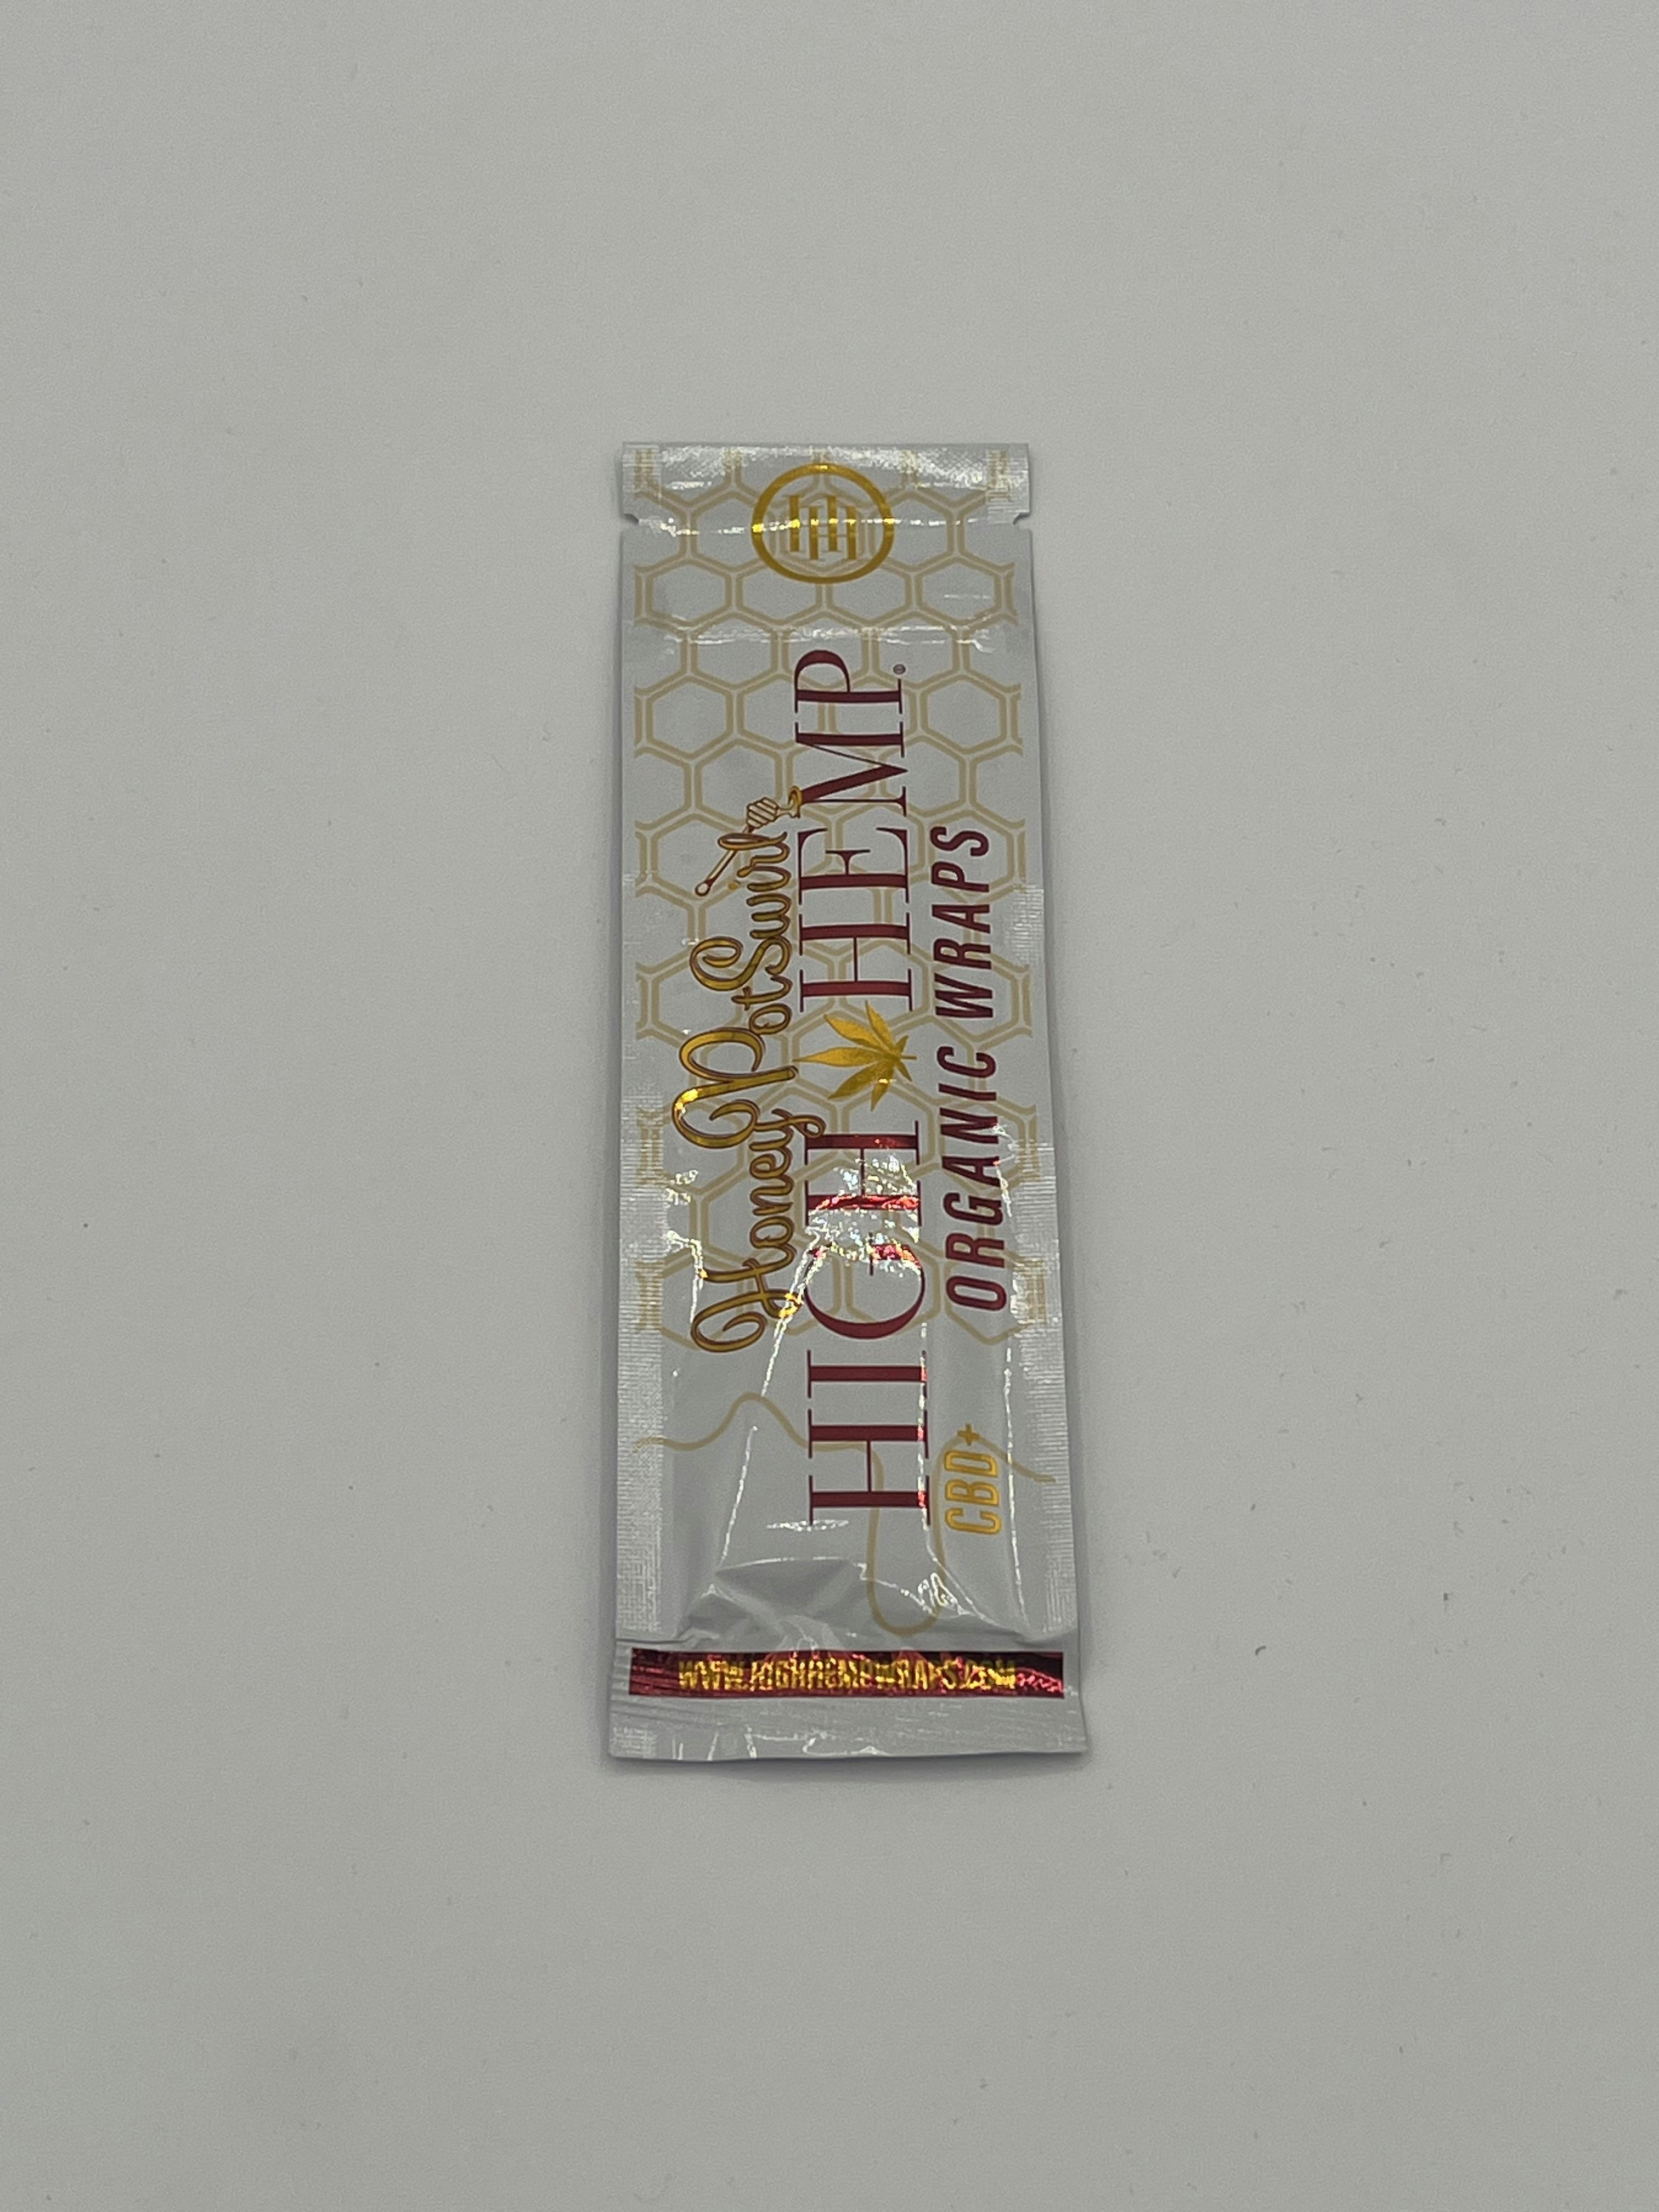 Honey Pot Swirl
HIGH HEMP®
CBD+ ORGANIC WRAPS
WWW.HIGHHEMPWRAPS.COM